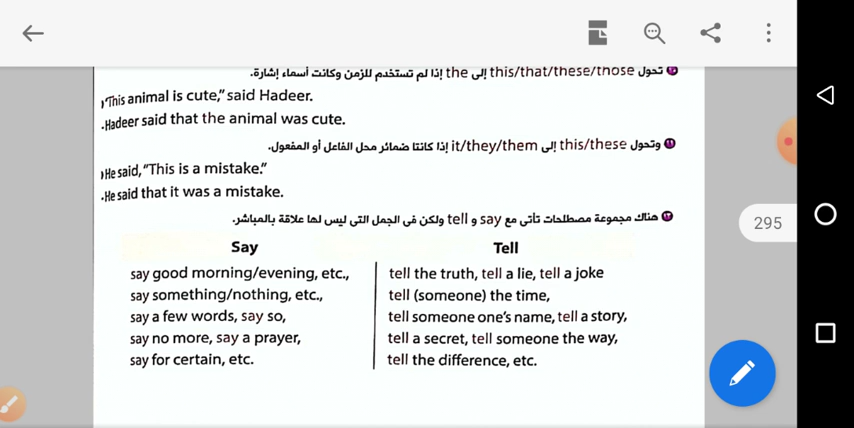 ⓾ تحول this/that/these/those إلى the إذا لم تستخدم للزمن وكانت أسماء إشارة.
"This animal is cute," said Hadeer.
.Hadeer said that the animal was cute.
⓫ وتحول this/these إلى it/they/them إذا كانتا ضمائر محل الفاعل أو المفعول.
He said, "This is a mistake."
.He said that it was a mistake.
⓬ هناك مجموعة مصطلحات تأتى مع say و tell ولكن فى الجمل التى ليس لها علاقة بالمباشر.
295
Say
say good morning/evening, etc.,
say something/nothing, etc.,
say a few words, say so,
say no more, say a prayer,
say for certain, etc.
Tell
tell the truth, tell a lie, tell a joke
tell (someone) the time,
tell someone one's name, tell a story,
tell a secret, tell someone the way,
tell the difference, etc.